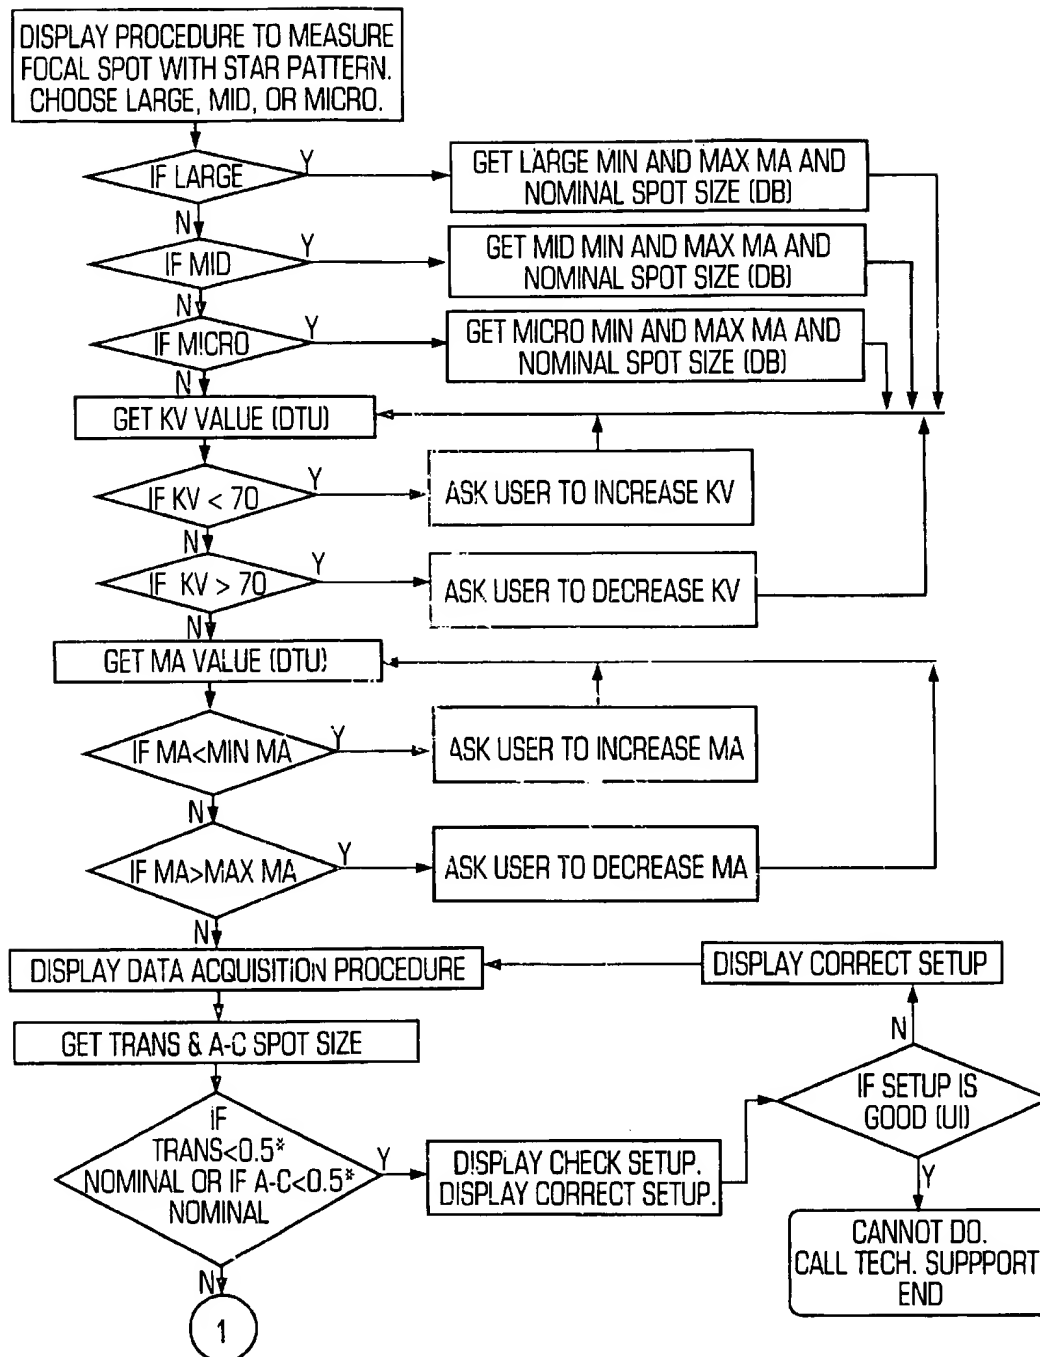 DISPLAY PROCEDURE TO MEASURE
FOCAL SPOT WITH STAR PATTERN.
CHOOSE LARGE, MID, OR MICRO.
IF LARGE
Y
GET LARGE MIN AND MAX MA AND
NOMINAL SPOT SIZE (DB)
N
IF MID
Y
GET MID MIN AND MAX MA AND
NOMINAL SPOT SIZE (DB)
N
IF MICRO
Y
GET MICRO MIN AND MAX MA AND
NOMINAL SPOT SIZE (DB)
N
GET KV VALUE (DTU)
IF KV < 70
Y
ASK USER TO INCREASE KV
N
IF KV > 70
Y
ASK USER TO DECREASE KV
N
GET MA VALUE (DTU)
IF MA<MIN MA
Y
ASK USER TO INCREASE MA
N
IF MA>MAX MA
Y
ASK USER TO DECREASE MA
N
DISPLAY DATA ACQUISITION PROCEDURE
DISPLAY CORRECT SETUP
GET TRANS & A-C SPOT SIZE
N
IF SETUP IS
GOOD (UI)
IF
TRANS<0.5*
NOMINAL OR IF A-C<0.5*
NOMINAL
Y
DISPLAY CHECK SETUP.
DISPLAY CORRECT SETUP.
Y
CANNOT DO.
CALL TECH. SUPPPORT
END
N
1